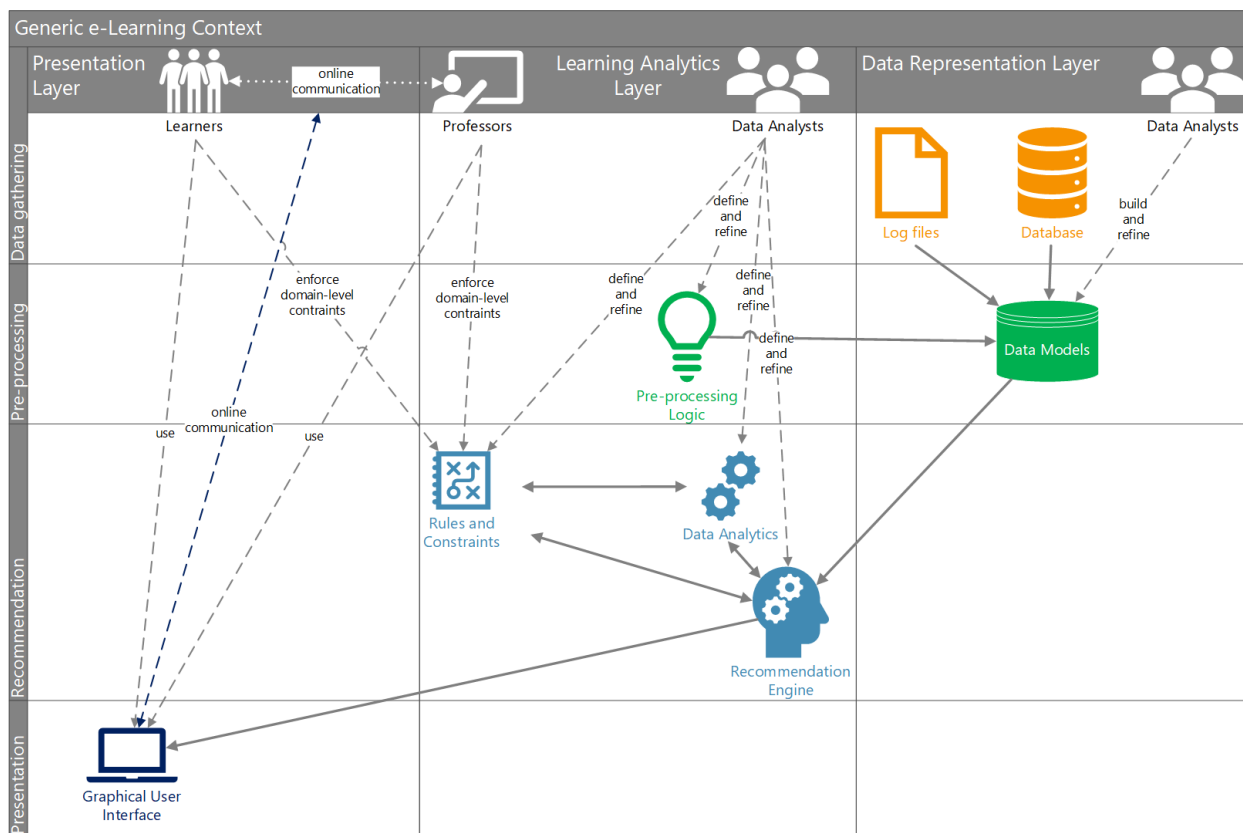 Generic e-Learning Context
Presentation
Layer
online
communication
Learning Analytics
Layer
Data Representation Layer
Learners
Professors
Data Analysts
Data Analysts
Data gathering
define
and
refine
build
and
refine
Log files
Database
Pre-processing
enforce
domain-level
contraints
enforce
domain-level
contraints
define
and
refine
define
and
refine
define
and
refine
Data Models
Pre-processing
Logic
use
online
communication
use
Recommendation
Rules and
Constraints
Data Analytics
Recommendation
Engine
Presentation
Graphical User
Interface